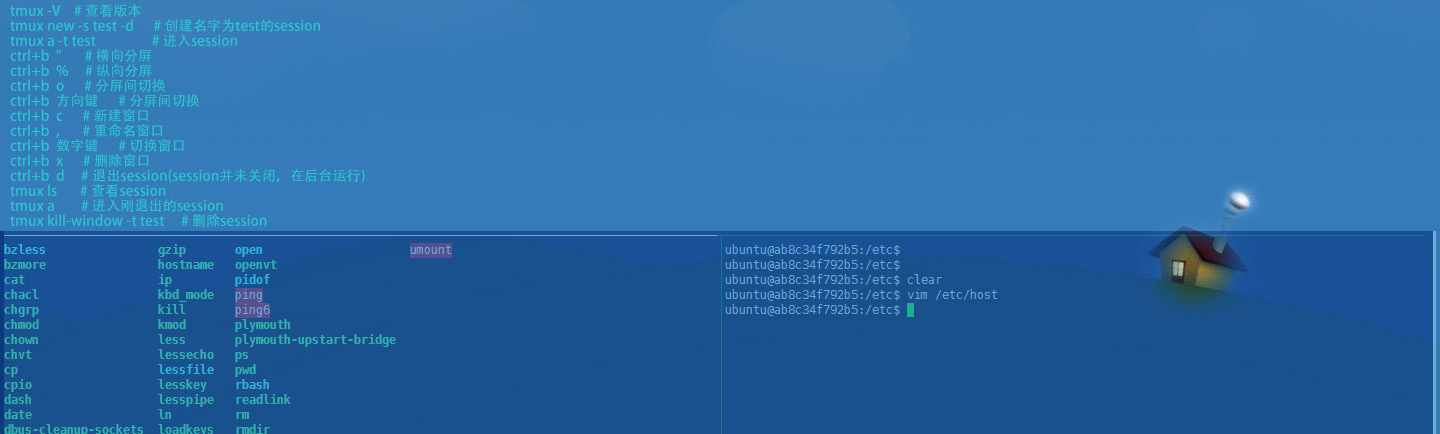 tmux -V # 查看版本
tmux new -s test -d # 创建名字为test的session
tmux a -t test # 进入session
ctrl+b " # 横向分屏
ctrl+b % # 纵向分屏
ctrl+b o # 分屏间切换
ctrl+b 方向键 # 分屏间切换
ctrl+b c # 新建窗口
ctrl+b , # 重命名窗口
ctrl+b 数字键 # 切换窗口
ctrl+b x # 删除窗口
ctrl+b d # 退出session(session并未关闭，在后台运行)
tmux ls # 查看session
tmux a # 进入刚退出的session
tmux kill-window -t test # 删除session
bzless gzip open umount
bzmore hostname openvt
cat ip pidof
chacl kbd_mode ping
chgrp kill ping6
chmod kmod plymouth
chown less plymouth-upstart-bridge
chvt lessecho ps
cp lessfile pwd
cpio lesskey rbash
dash lesspipe readlink
date ln rm
dbus-cleanup-sockets loadkeys rmdir
ubuntu@ab8c34f792b5:/etc$
ubuntu@ab8c34f792b5:/etc$
ubuntu@ab8c34f792b5:/etc$ clear
ubuntu@ab8c34f792b5:/etc$ vim /etc/host
ubuntu@ab8c34f792b5:/etc$